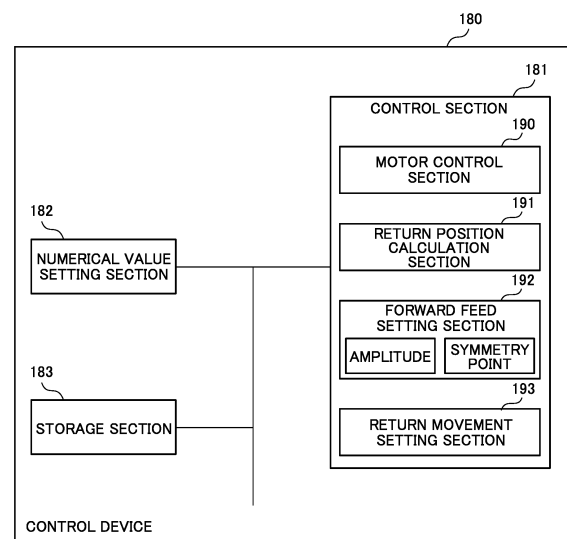 180
181
CONTROL SECTION
190
MOTOR CONTROL
SECTION
191
RETURN POSITION
CALCULATION
SECTION
182
NUMERICAL VALUE
SETTING SECTION
192
FORWARD FEED
SETTING SECTION
AMPLITUDE
SYMMETRY
POINT
183
STORAGE SECTION
193
RETURN MOVEMENT
SETTING SECTION
CONTROL DEVICE